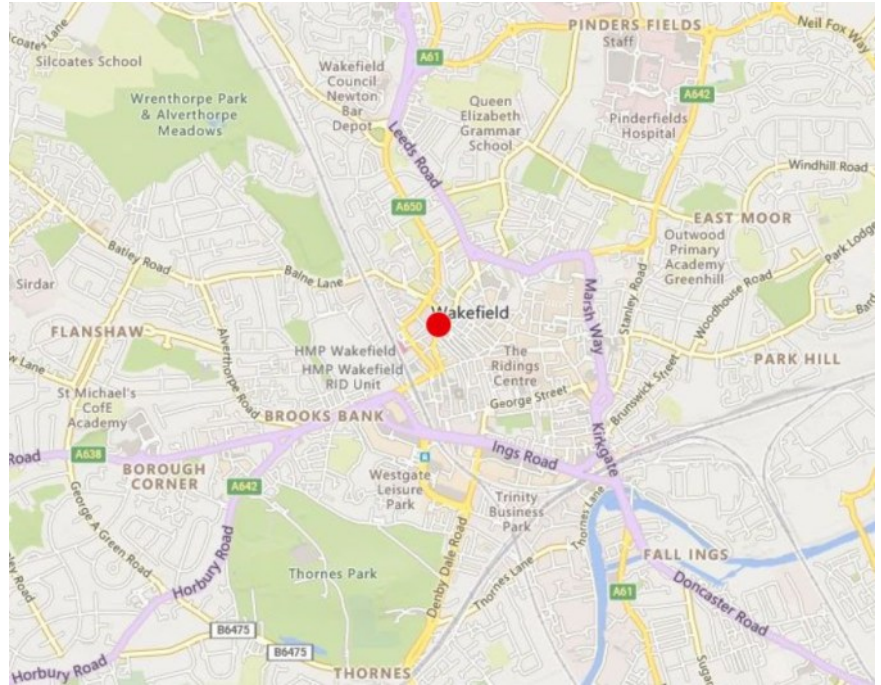 PINDERS FIELDS
Staff
Neil Fox Way
Silcoates Lane
Silcoates School
A61
Wakefield
Council
Newton
Bar
Depot
Wrenthorpe Park
& Alverthorpe
Meadows
Queen
Elizabeth
Grammar
School
A642
Pinderfields
Hospital
Leeds Road
Windhill Road
A650
EAST MOOR
Outwood
Primary
Academy
Greenhill
Park Lodge
Batley Road
Balne Lane
Sirdar
Marsh Way
Stanley Road
Woodhouse Road
Wakefield
FLANSHAW
Alverthorpe Road
HMP Wakefield
HMP Wakefield
RID Unit
The
Ridings
Centre
PARK HILL
Lane
St Michael's
CofE
Academy
George Street
Brunswick Street
BROOKS BANK
Kirkgate
Ings Road
Road
A638
BOROUGH
CORNER
A642
Westgate
Leisure
Park
Trinity
Business
Park
Thornes Lane
George A Green Road
Horbury Road
Thornes Park
Denby Dale Road
Thornes Lane
FALL INGS
A61
Doncaster Road
B6475
B6475
Horbury Road
THORNES